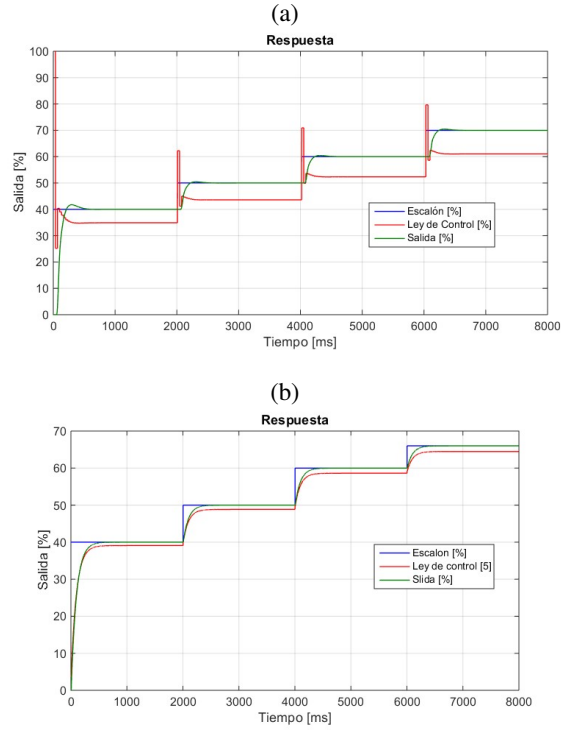 (a)
Respuesta
100
90
80
70
60
50
40
30
20
10
0
Salida [%]
Escalón [%]
Ley de Control [%]
Salida [%]
0 1000 2000 3000 4000 5000 6000 7000 8000
Tiempo [ms]
(b)
Respuesta
70
60
50
40
30
20
10
0
Salida [%]
Escalon [%]
Ley de control [5]
Slida [%]
0 1000 2000 3000 4000 5000 6000 7000 8000
Tiempo [ms]